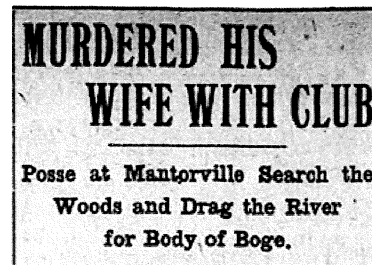 MURDERED HIS
WIFE WITH CLUB
Posse at Mantorville Search the
Woods and Drag the River
for Body of Boge.